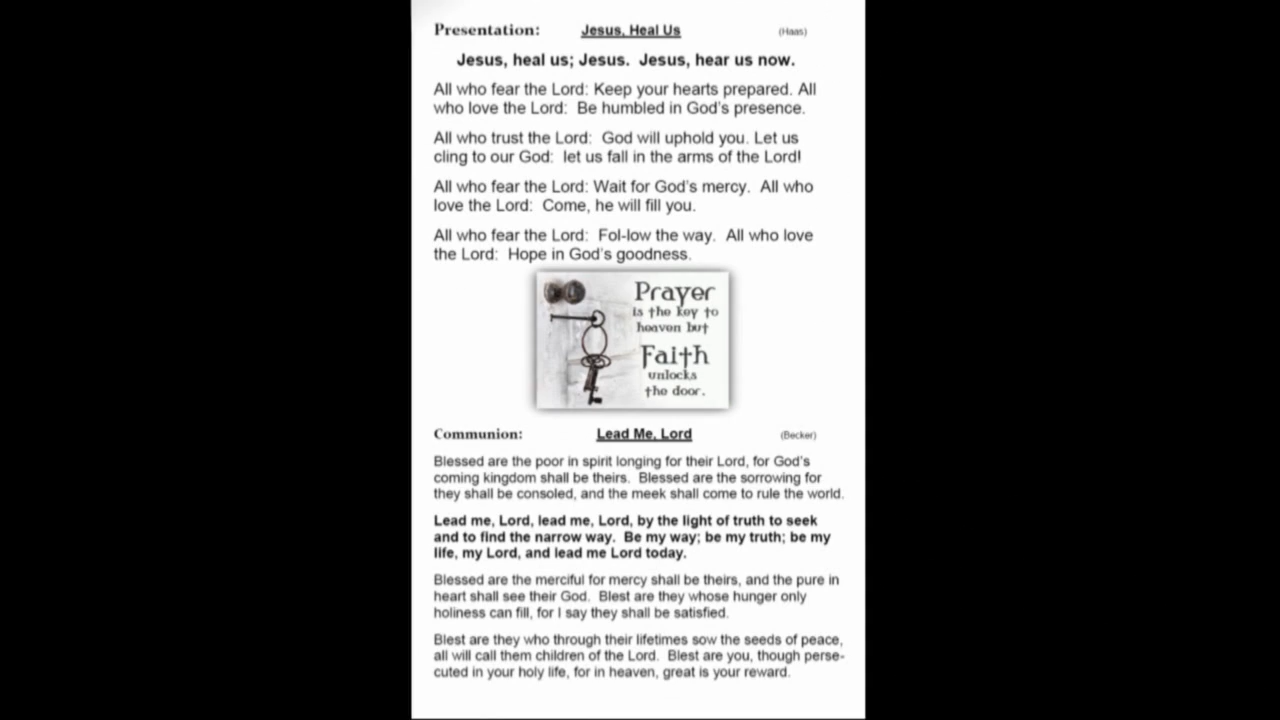 Presentation: Jesus, Heal Us (Haas)
Jesus, heal us; Jesus. Jesus, hear us now.
All who fear the Lord: Keep your hearts prepared. All
who love the Lord: Be humbled in God's presence.
All who trust the Lord: God will uphold you. Let us
cling to our God: let us fall in the arms of the Lord!
All who fear the Lord: Wait for God's mercy. All who
love the Lord: Come, he will fill you.
All who fear the Lord: Fol-low the way. All who love
the Lord: Hope in God's goodness.
Prayer
is the key to
heaven but
Faith
unlocks
the door.
Communion: Lead Me, Lord (Becker)
Blessed are the poor in spirit longing for their Lord, for God's
coming kingdom shall be theirs. Blessed are the sorrowing for
they shall be consoled, and the meek shall come to rule the world.
Lead me, Lord, lead me, Lord, by the light of truth to seek
and to find the narrow way. Be my way; be my truth; be my
life, my Lord, and lead me Lord today.
Blessed are the merciful for mercy shall be theirs, and the pure in
heart shall see their God. Blest are they whose hunger only
holiness can fill, for I say they shall be satisfied.
Blest are they who through their lifetimes sow the seeds of peace,
all will call them children of the Lord. Blest are you, though perse-
cuted in your holy life, for in heaven, great is your reward.